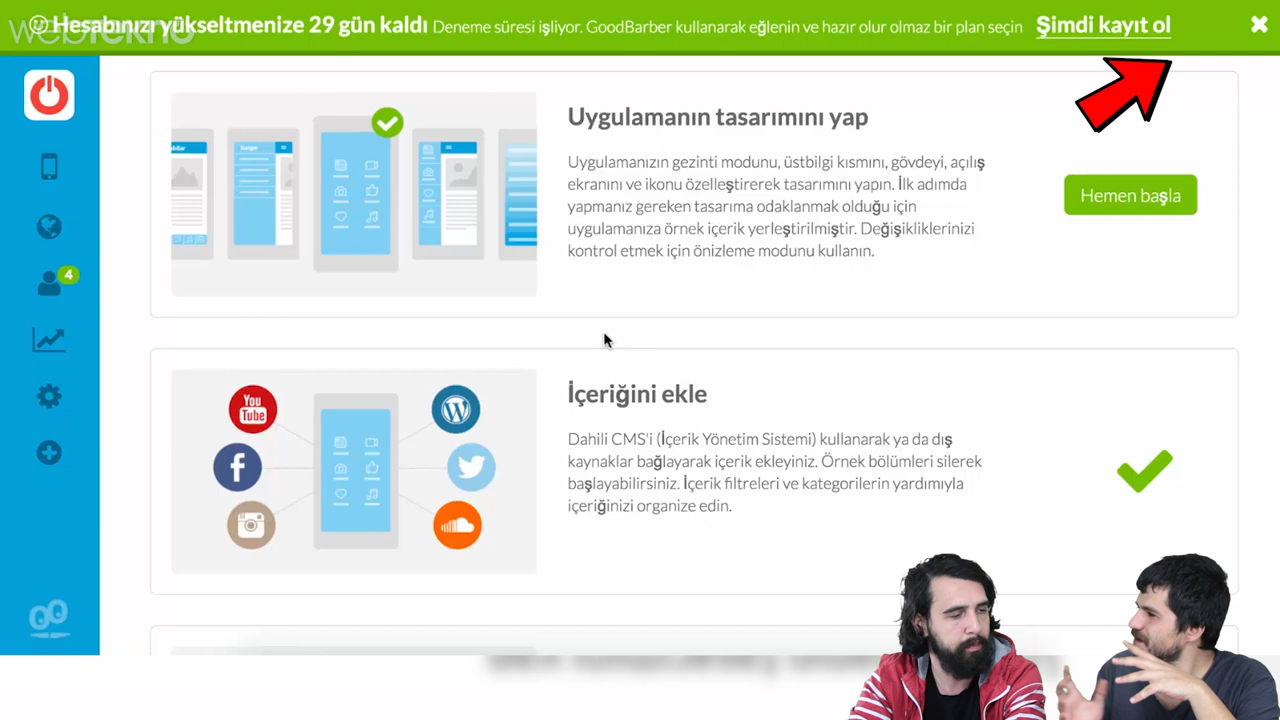 webtekno
Hesabınızı yükseltmenize 29 gün kaldı Deneme süresi işliyor. GoodBarber kullanarak eğlenin ve hazır olur olmaz bir plan seçin Şimdi kayıt ol
Uygulamanın tasarımını yap
Uygulamanızın gezinti modunu, üstbilgi kısmını, gövdeyi, açılış
ekranını ve ikonu özelleştirerek tasarımını yapın. İlk adımda
yapmanız gereken tasarıma odaklanmak olduğu için
uygulamanıza örnek içerik yerleştirilmiştir. Değişikliklerinizi
kontrol etmek için önizleme modunu kullanın.
Hemen başla
4
İçeriğini ekle
Dahili CMS'i (İçerik Yönetim Sistemi) kullanarak ya da dış
kaynaklar bağlayarak içerik ekleyiniz. Örnek bölümleri silerek
başlayabilirsiniz. İçerik filtreleri ve kategorilerin yardımıyla
içeriğinizi organize edin.
You
Tube